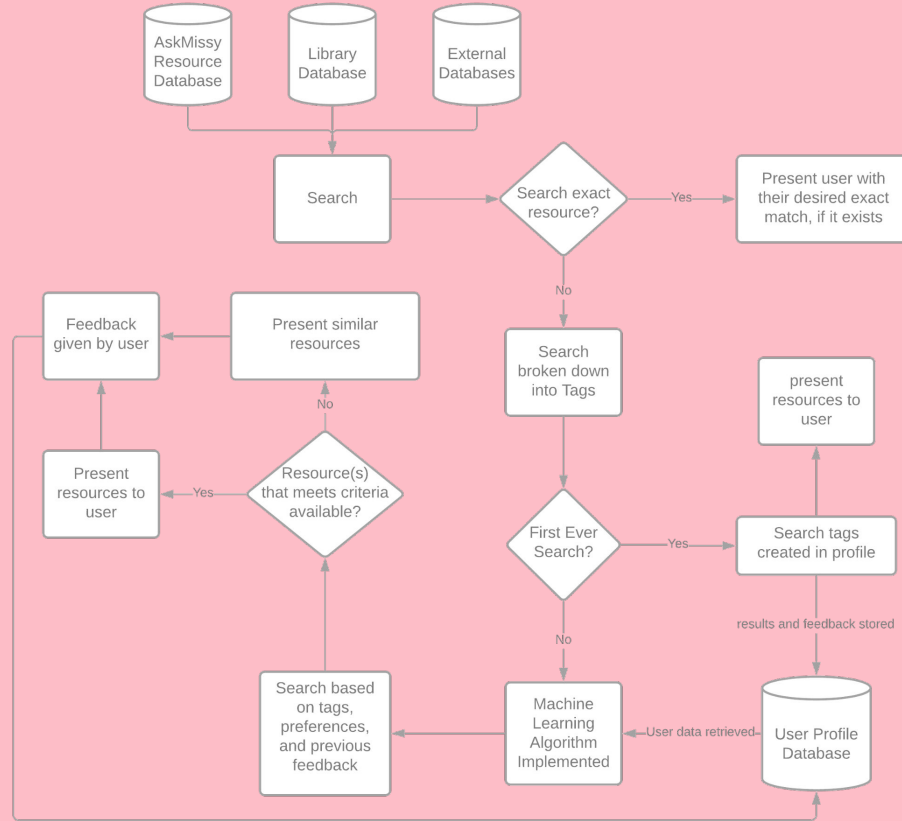 AskMissy
Resource
Database
Library
Database
External
Databases
Search
Search exact
resource?
Yes
Present user with
their desired exact
match, if it exists
No
Feedback
given by user
Present similar
resources
Search
broken down
into Tags
present
resources to
user
No
Present
resources to
user
Yes
Resource(s)
that meets criteria
available?
First Ever
Search?
Yes
Search tags
created in profile
results and feedback stored
No
Search based
on tags,
preferences,
and previous
feedback
Machine
Learning
Algorithm
Implemented
User data retrieved
User Profile
Database